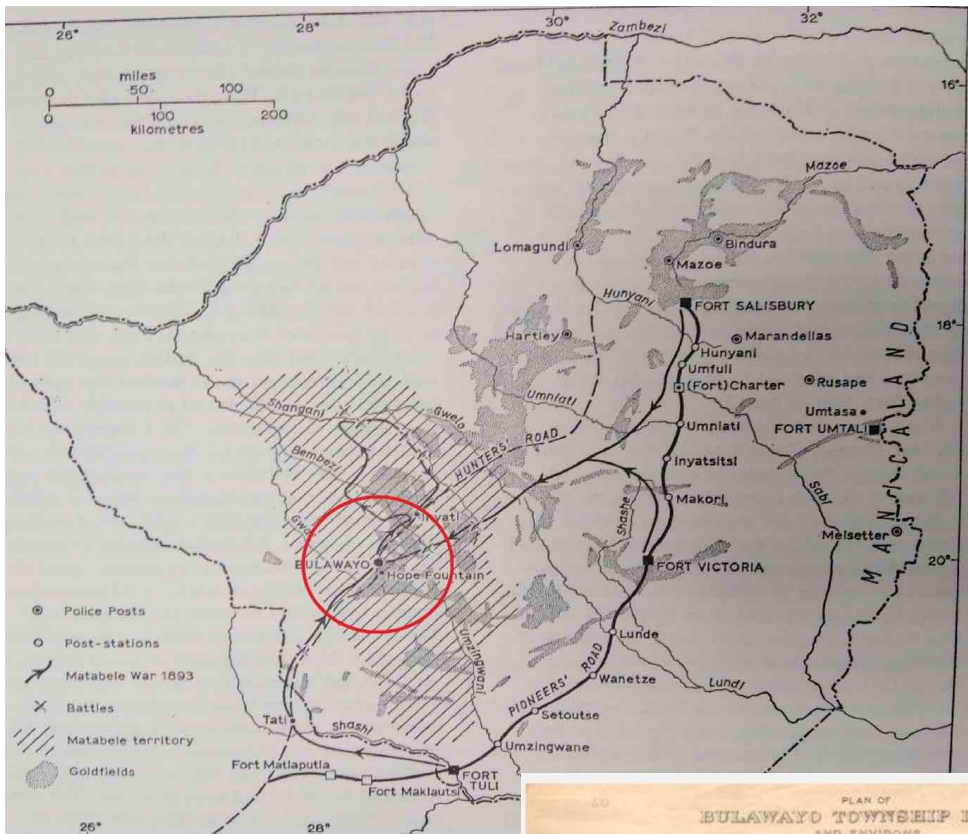 26°
28°
30°
32°
Zambezi
miles
0 50 100
0 100 200
kilometres
16°
Mazoe
Lomagundi
Bindura
Mazoe
Hunyani
FORT SALISBURY
Hartley
Marandellas
18°
Hunyani
Umfuli
(Fort) Charter
Rusape
Shangani
Gwelo
Umniati
Umtasa
FORT UMTALI
Umniati
HUNTERS' ROAD
Bembezi
Inyatsitsi
Sabi
MANICALAND
Makori
Shashe
Inyati
Melsetter
BULAWAYO
Hope Fountain
FORT VICTORIA
20°
Police Posts
Post-stations
Lunde
Matabele War 1893
Umzingwani
PIONEERS' ROAD
Wanetze
Lundi
Battles
Tati
Setoutse
Matabele territory
Shashi
Umzingwane
Goldfields
Fort Matlaputla
FORT TULI
Fort Maklautsi
26°
28°
PLAN OF
BULAWAYO TOWNSHIP
AND ENVIRONS